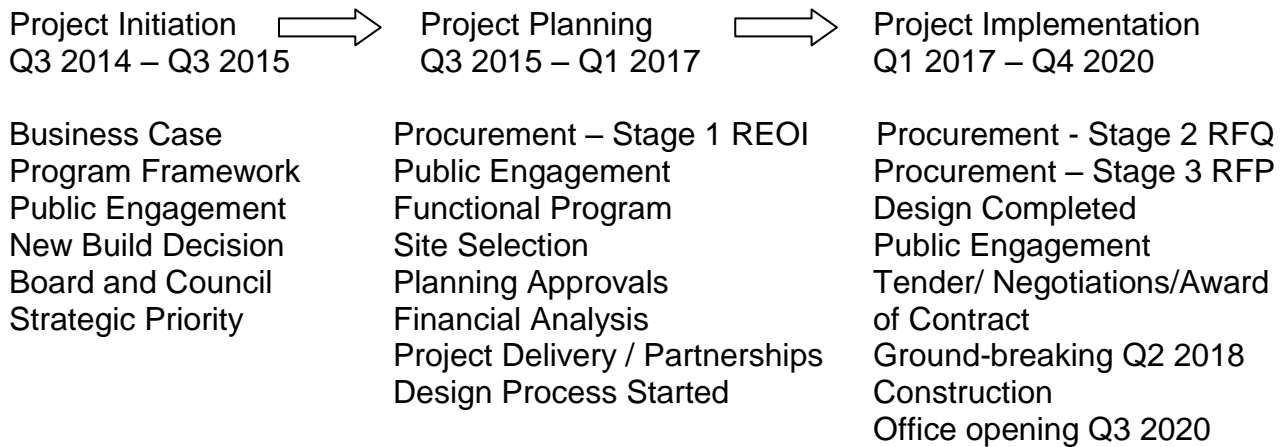 Project Initiation
Q3 2014 – Q3 2015
Business Case
Program Framework
Public Engagement
New Build Decision
Board and Council
Strategic Priority
Project Planning
Q3 2015 – Q1 2017
Procurement – Stage 1 REOI
Public Engagement
Functional Program
Site Selection
Planning Approvals
Financial Analysis
Project Delivery / Partnerships
Design Process Started
Project Implementation
Q1 2017 – Q4 2020
Procurement - Stage 2 RFQ
Procurement – Stage 3 RFP
Design Completed
Public Engagement
Tender/ Negotiations/Award
of Contract
Ground-breaking Q2 2018
Construction
Office opening Q3 2020